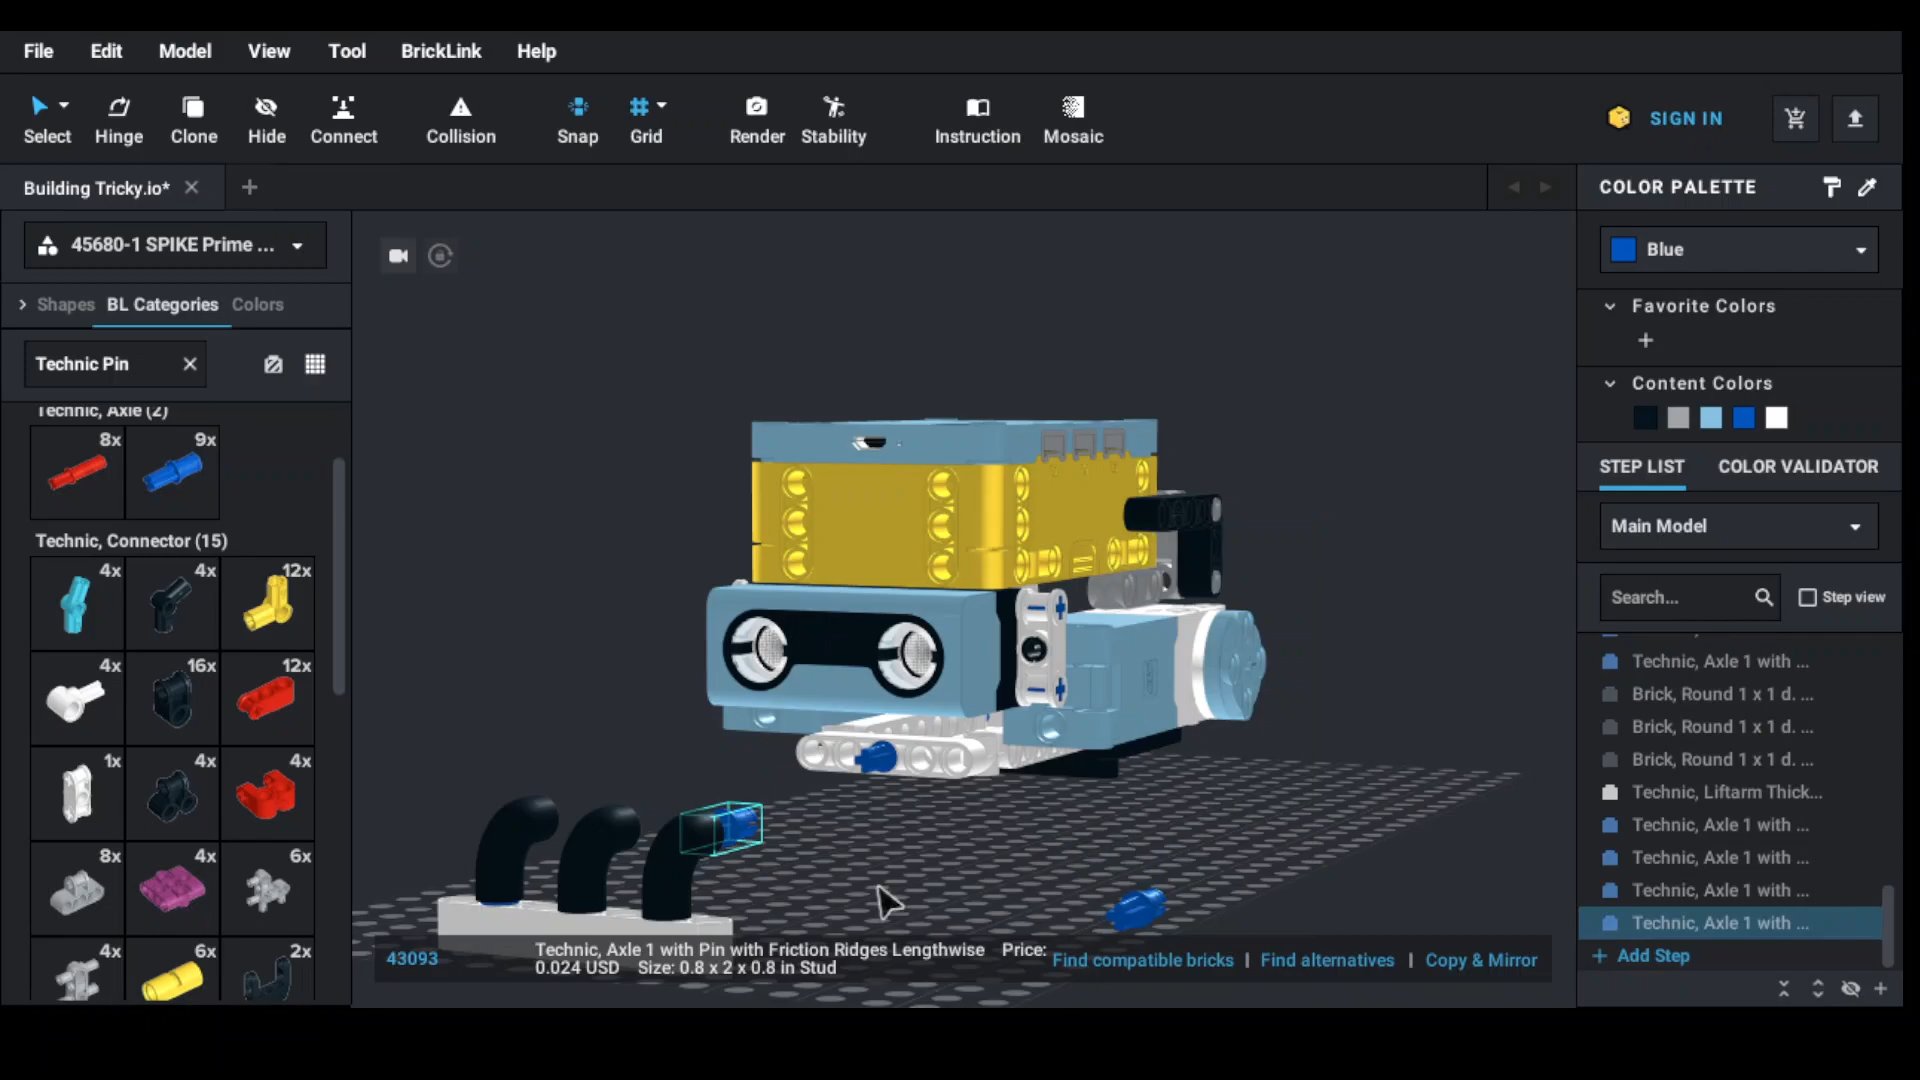 File Edit Model View Tool BrickLink Help
Select Hinge Clone Hide Connect Collision Snap Grid Render Stability Instruction Mosaic
SIGN IN
Building Tricky.io*
COLOR PALETTE
45680-1 SPIKE Prime ...
Blue
Shapes BL Categories Colors
Favorite Colors
Technic Pin
Content Colors
Technic, Axle (2)
8x 9x
STEP LIST COLOR VALIDATOR
Main Model
Technic, Connector (15)
4x 4x 12x
Search... Step view
4x 16x 12x
Technic, Axle 1 with ...
Brick, Round 1 x 1 d. ...
Brick, Round 1 x 1 d. ...
Brick, Round 1 x 1 d. ...
1x 4x 4x
Technic, Liftarm Thick...
Technic, Axle 1 with ...
Technic, Axle 1 with ...
8x 4x 6x
Technic, Axle 1 with ...
Technic, Axle 1 with ...
4x 6x 2x
Add Step
43093
Technic, Axle 1 with Pin with Friction Ridges Lengthwise Price:
0.024 USD Size: 0.8 x 2 x 0.8 in Stud
Find compatible bricks | Find alternatives | Copy & Mirror